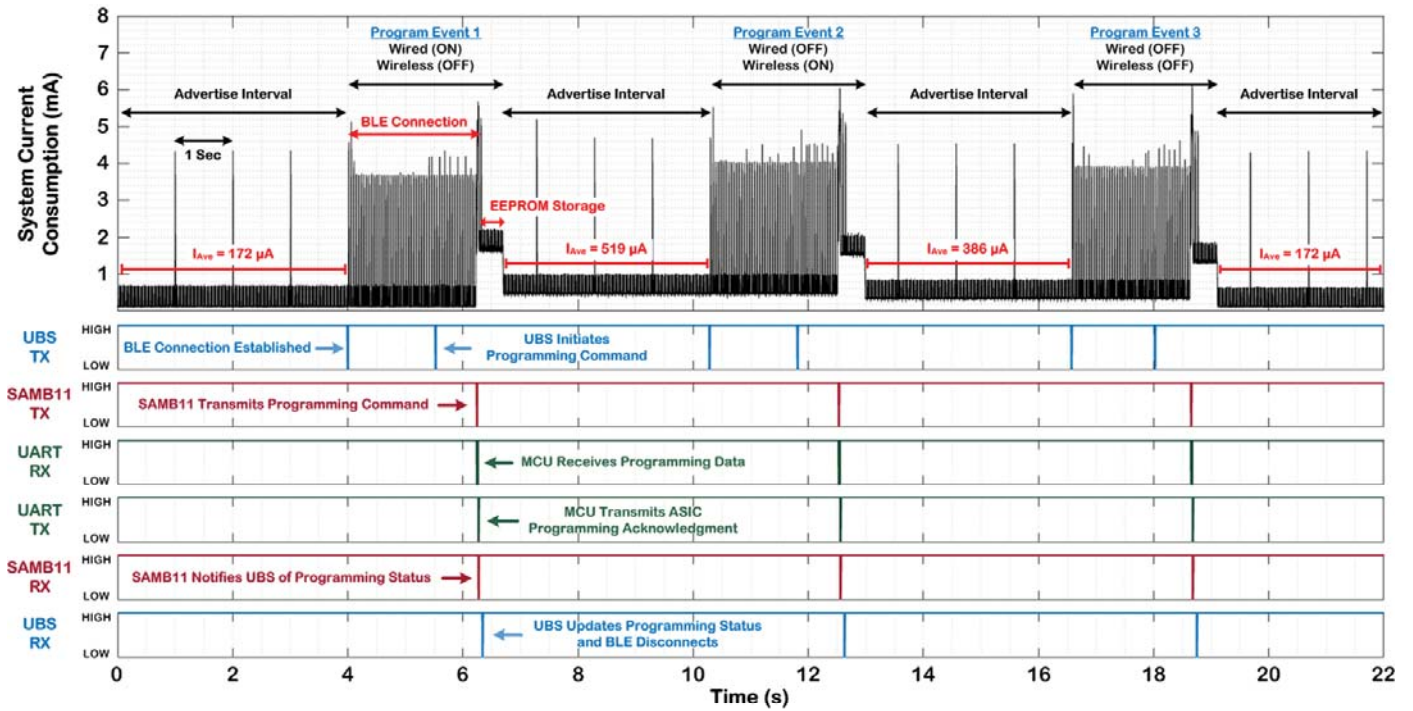 8
7
6
5
4
3
2
1
System Current
Consumption (mA)
Program Event 1
Wired (ON)
Wireless (OFF)
Program Event 2
Wired (OFF)
Wireless (ON)
Program Event 3
Wired (OFF)
Wireless (OFF)
Advertise Interval
Advertise Interval
Advertise Interval
Advertise Interval
BLE Connection
1 Sec
EEPROM Storage
IAve = 172 µA
IAve = 519 µA
IAve = 386 µA
IAve = 172 µA
UBS
TX
HIGH
LOW
BLE Connection Established
UBS Initiates
Programming Command
SAMB11
TX
HIGH
LOW
SAMB11 Transmits Programming Command
UART
RX
HIGH
LOW
MCU Receives Programming Data
UART
TX
HIGH
LOW
MCU Transmits ASIC
Programming Acknowledgment
SAMB11
RX
HIGH
LOW
SAMB11 Notifies UBS of Programming Status
UBS
RX
HIGH
LOW
UBS Updates Programming Status
and BLE Disconnects
0 2 4 6 8 10 12 14 16 18 20 22
Time (s)